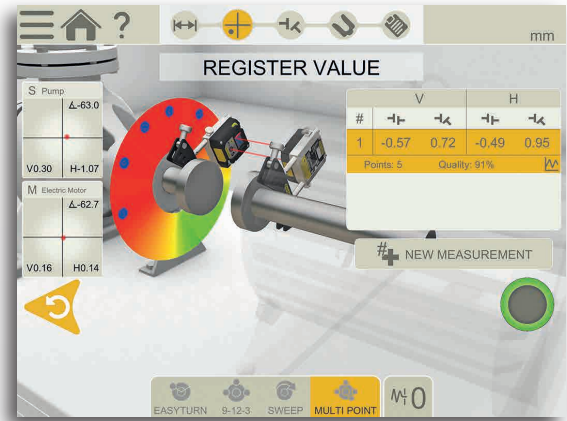 ?
mm
REGISTER VALUE
S Pump
∡-63.0
V0.30 H-1.07
M Electric Motor
∡-62.7
V0.16 H0.14
V H
#
1 -0.57 0.72 -0.49 0.95
Points: 5 Quality: 91%
# NEW MEASUREMENT
EASYTURN 9-12-3 SWEEP MULTI POINT
0